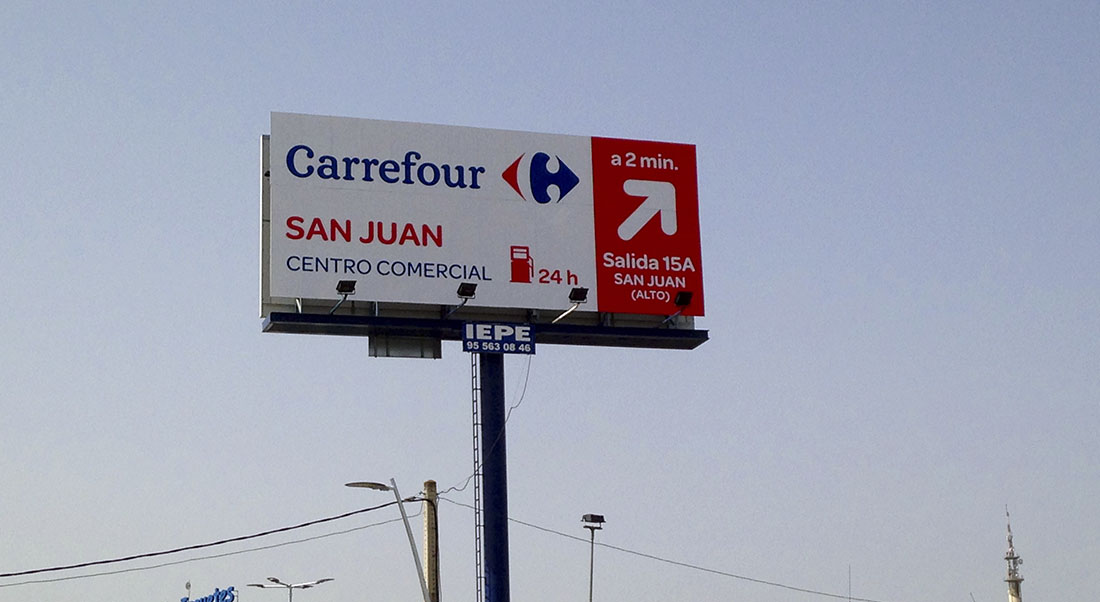 Carrefour
SAN JUAN
CENTRO COMERCIAL
24 h
a 2 min.
Salida 15A
SAN JUAN
(ALTO)
IEPE
95 563 08 46